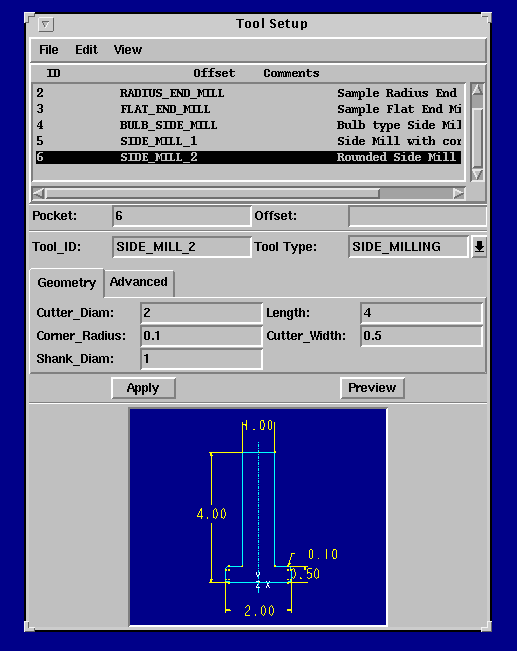 Tool Setup
File Edit View
ID Offset Comments
2 RADIUS_END_MILL Sample Radius End
3 FLAT_END_MILL Sample Flat End Mi
4 BULB_SIDE_MILL Bulb type Side Mil
5 SIDE_MILL_1 Side Mill with cor
6 SIDE_MILL_2 Rounded Side Mill
Pocket: 6 Offset:
Tool_ID: SIDE_MILL_2 Tool Type: SIDE_MILLING
Geometry Advanced
Cutter_Diam: 2 Length: 4
Corner_Radius: 0.1 Cutter_Width: 0.5
Shank_Diam: 1
Apply Preview
1.00
4.00
0.10
0.50
Y
Z X
2.00